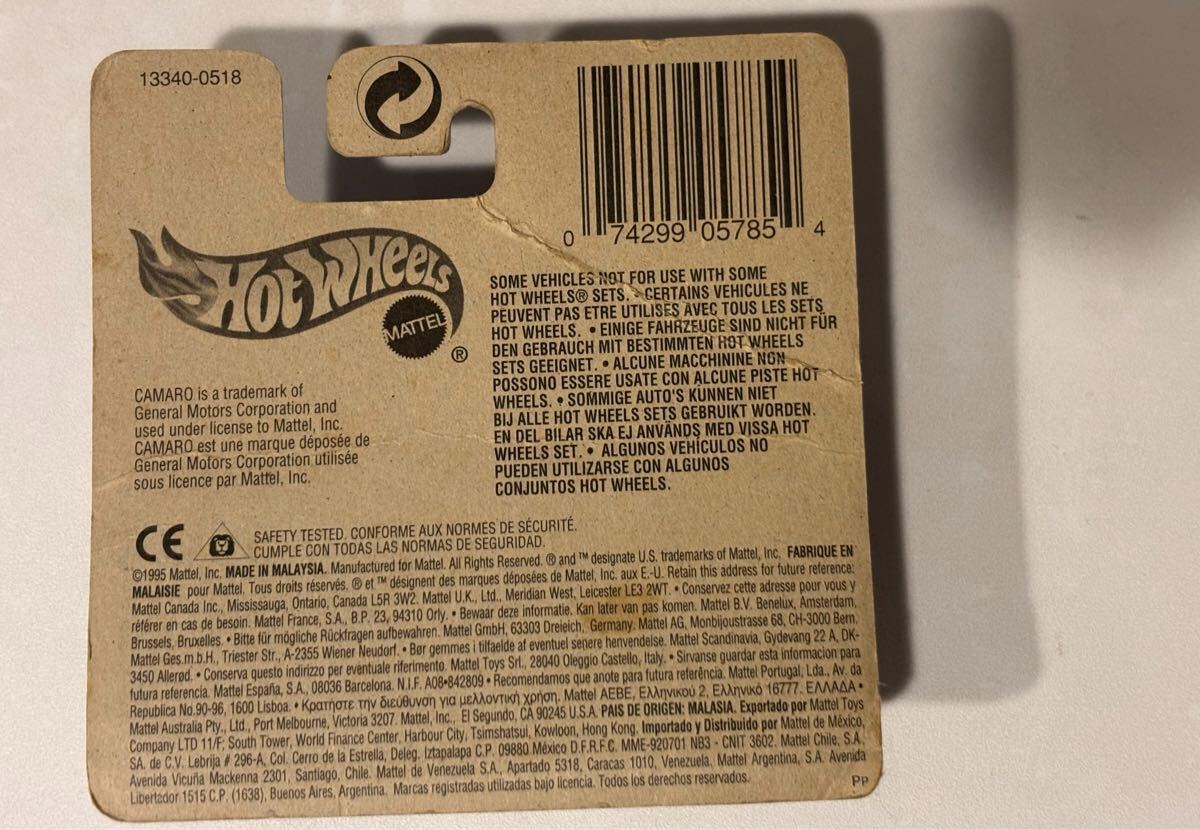 13340-0518
0 74299 05785 4
HOT WHEELS
MATTEL
®
SOME VEHICLES NOT FOR USE WITH SOME
HOT WHEELS® SETS. • CERTAINS VEHICULES NE
PEUVENT PAS ETRE UTILISES AVEC TOUS LES SETS
HOT WHEELS. • EINIGE FAHRZEUGE SIND NICHT FÜR
DEN GEBRAUCH MIT BESTIMMTEN HOT WHEELS
SETS GEEIGNET. • ALCUNE MACCHININE NON
POSSONO ESSERE USATE CON ALCUNE PISTE HOT
WHEELS. • SOMMIGE AUTO'S KUNNEN NIET
BIJ ALLE HOT WHEELS SETS GEBRUIKT WORDEN.
EN DEL BILAR SKA EJ ANVÄNDS MED VISSA HOT
WHEELS SET. • ALGUNOS VEHÍCULOS NO
PUEDEN UTILIZARSE CON ALGUNOS
CONJUNTOS HOT WHEELS.
CAMARO is a trademark of
General Motors Corporation and
used under license to Mattel, Inc.
CAMARO est une marque déposée de
General Motors Corporation utilisée
sous licence par Mattel, Inc.
CE
SAFETY TESTED. CONFORME AUX NORMES DE SÉCURITÉ.
CUMPLE CON TODAS LAS NORMAS DE SEGURIDAD.
©1995 Mattel, Inc. MADE IN MALAYSIA. Manufactured for Mattel. All Rights Reserved. ® and ™ designate U.S. trademarks of Mattel, Inc. FABRIQUE EN
MALAISIE pour Mattel. Tous droits réservés. ® et ™ désignent des marques déposées de Mattel, Inc. aux E.-U. Retain this address for future reference:
Mattel Canada Inc., Mississauga, Ontario, Canada L5R 3W2. Mattel U.K., Ltd., Meridian West, Leicester LE3 2WT. • Conservez cette adresse pour vous y
référer en cas de besoin. Mattel France, S.A., B.P. 23, 94310 Orly. • Bewaar deze informatie. Kan later van pas komen. Mattel B.V. Benelux, Amsterdam,
Brussels, Bruxelles. • Bitte für mögliche Rückfragen aufbewahren. Mattel GmbH, 63303 Dreieich, Germany. Mattel AG, Monbijoustrasse 68, CH-3000 Bern.
Mattel Ges.m.b.H., Triester Str., A-2355 Wiener Neudorf. • Bør gemmes i tilfælde af eventuel senere henvendelse. Mattel Scandinavia, Gydevang 22 A, DK-
3450 Allerød. • Conserva questo indirizzo per eventuale riferimento. Mattel Toys Srl., 28040 Oleggio Castello, Italy. • Sirvanse guardar esta informacion para
futura referencia. Mattel España, S.A., 08036 Barcelona. N.I.F. A08•842809 • Recomendamos que anote para futura referência. Mattel Portugal, Lda., Av. da
Republica No.90-96, 1600 Lisboa. • Κρατήστε την διεύθυνση για μελλοντική χρήση. Mattel AEBE, Ελληνικού 2, Ελληνικό 16777. ΕΛΛΑΔΑ •
Mattel Australia Pty., Ltd., Port Melbourne, Victoria 3207. Mattel, Inc., El Segundo, CA 90245 U.S.A. PAIS DE ORIGEN: MALASIA. Exportado por Mattel Toys
Company LTD 11/F; South Tower, World Finance Center, Harbour City, Tsimshatsui, Kowloon, Hong Kong. Importado y Distribuido por Mattel de México,
SA. de C.V. Lebrija # 296-A, Col. Cerro de la Estrella, Deleg. Iztapalapa C.P. 09880 México D.F.R.F.C. MME-920701 NB3 - CNIT 3602. Mattel Chile, S.A.,
Avenida Vicuña Mackenna 2301, Santiago, Chile. Mattel de Venezuela S.A., Apartado 5318, Caracas 1010, Venezuela. Mattel Argentina, S.A. Avenida
Libertador 1515 C.P. (1638), Buenos Aires, Argentina. Marcas registradas utilizadas bajo licencia. Todos los derechos reservados.
PP